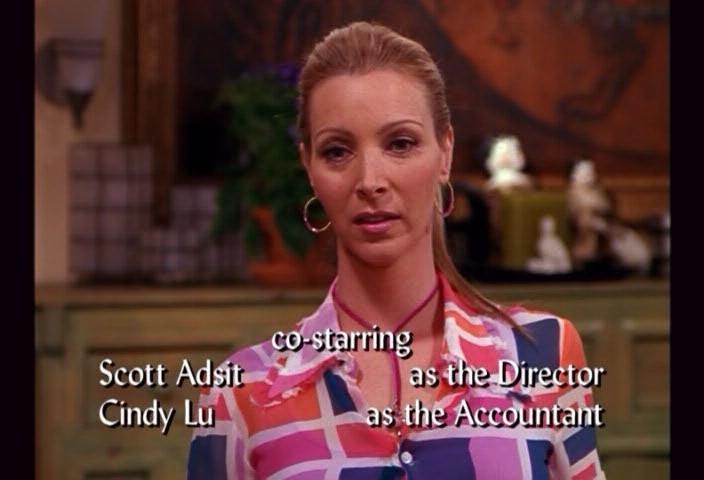 co-starring
Scott Adsit as the Director
Cindy Lu as the Accountant